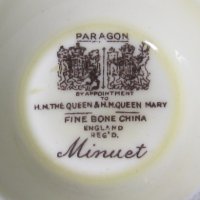 PARAGON
BY APPOINTMENT
TO
H.M. THE QUEEN & H.M. QUEEN MARY
FINE BONE CHINA
ENGLAND
REG'D.
Minuet